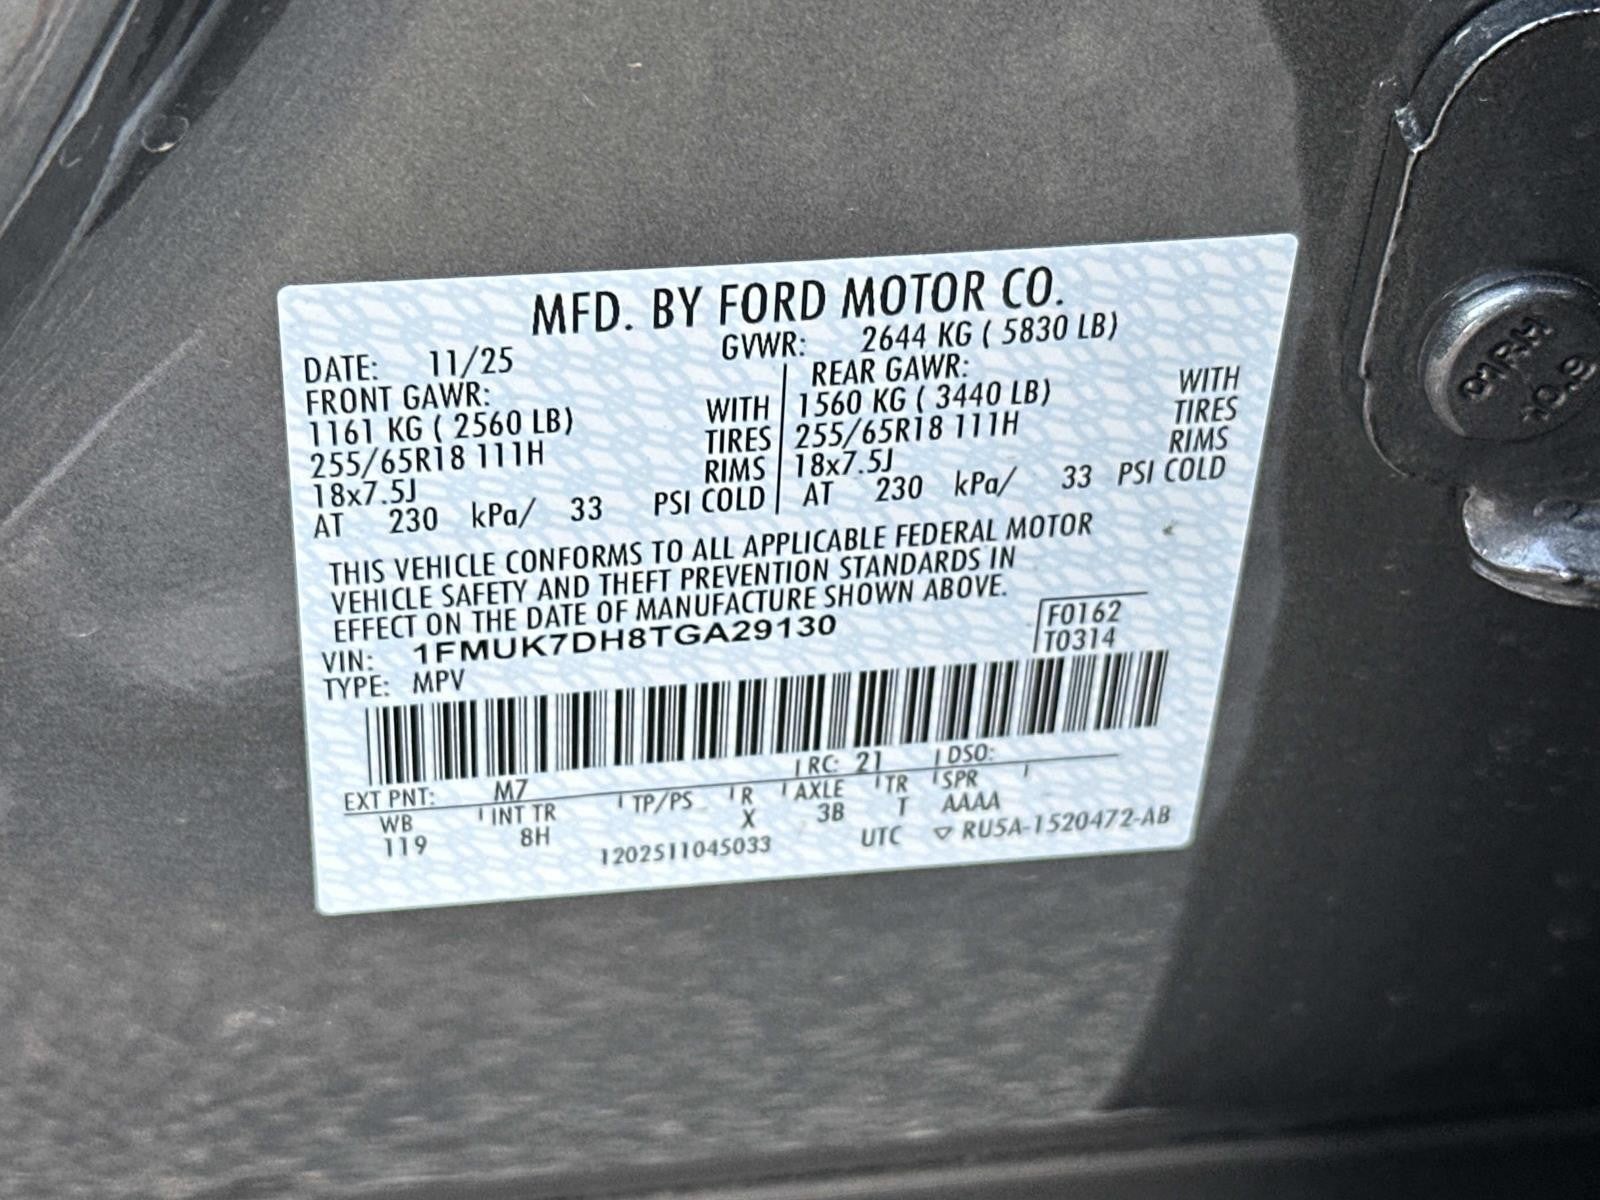 MFD. BY FORD MOTOR CO.
DATE: 11/25 GVWR: 2644 KG ( 5830 LB)
FRONT GAWR: REAR GAWR:
1161 KG ( 2560 LB) WITH 1560 KG ( 3440 LB) WITH
255/65R18 111H TIRES 255/65R18 111H TIRES
18x7.5J RIMS 18x7.5J RIMS
AT 230 kPa/ 33 PSI COLD AT 230 kPa/ 33 PSI COLD
THIS VEHICLE CONFORMS TO ALL APPLICABLE FEDERAL MOTOR
VEHICLE SAFETY AND THEFT PREVENTION STANDARDS IN
EFFECT ON THE DATE OF MANUFACTURE SHOWN ABOVE.
VIN: 1FMUK7DH8TGA29130 F0162
TYPE: MPV T0314
EXT PNT: M7 RC: 21 DSO:
WB INT TR TP/PS R AXLE TR SPR
119 8H X 3B T AAAA
1202511045033 UTC ▽ RU5A-1520472-AB
10.9